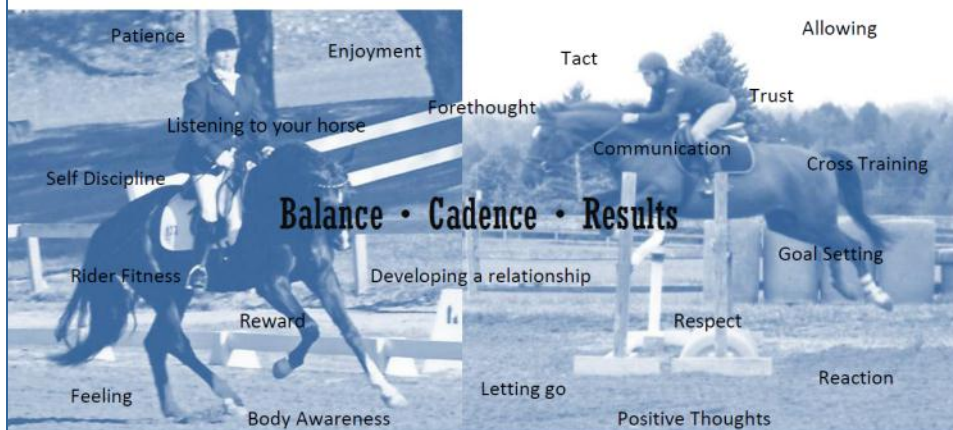 Patience
Enjoyment
Allowing
Tact
Trust
Forethought
Listening to your horse
Communication
Cross Training
Self Discipline
Balance • Cadence • Results
Goal Setting
Rider Fitness
Developing a relationship
Reward
Respect
Reaction
Letting go
Feeling
Body Awareness
Positive Thoughts